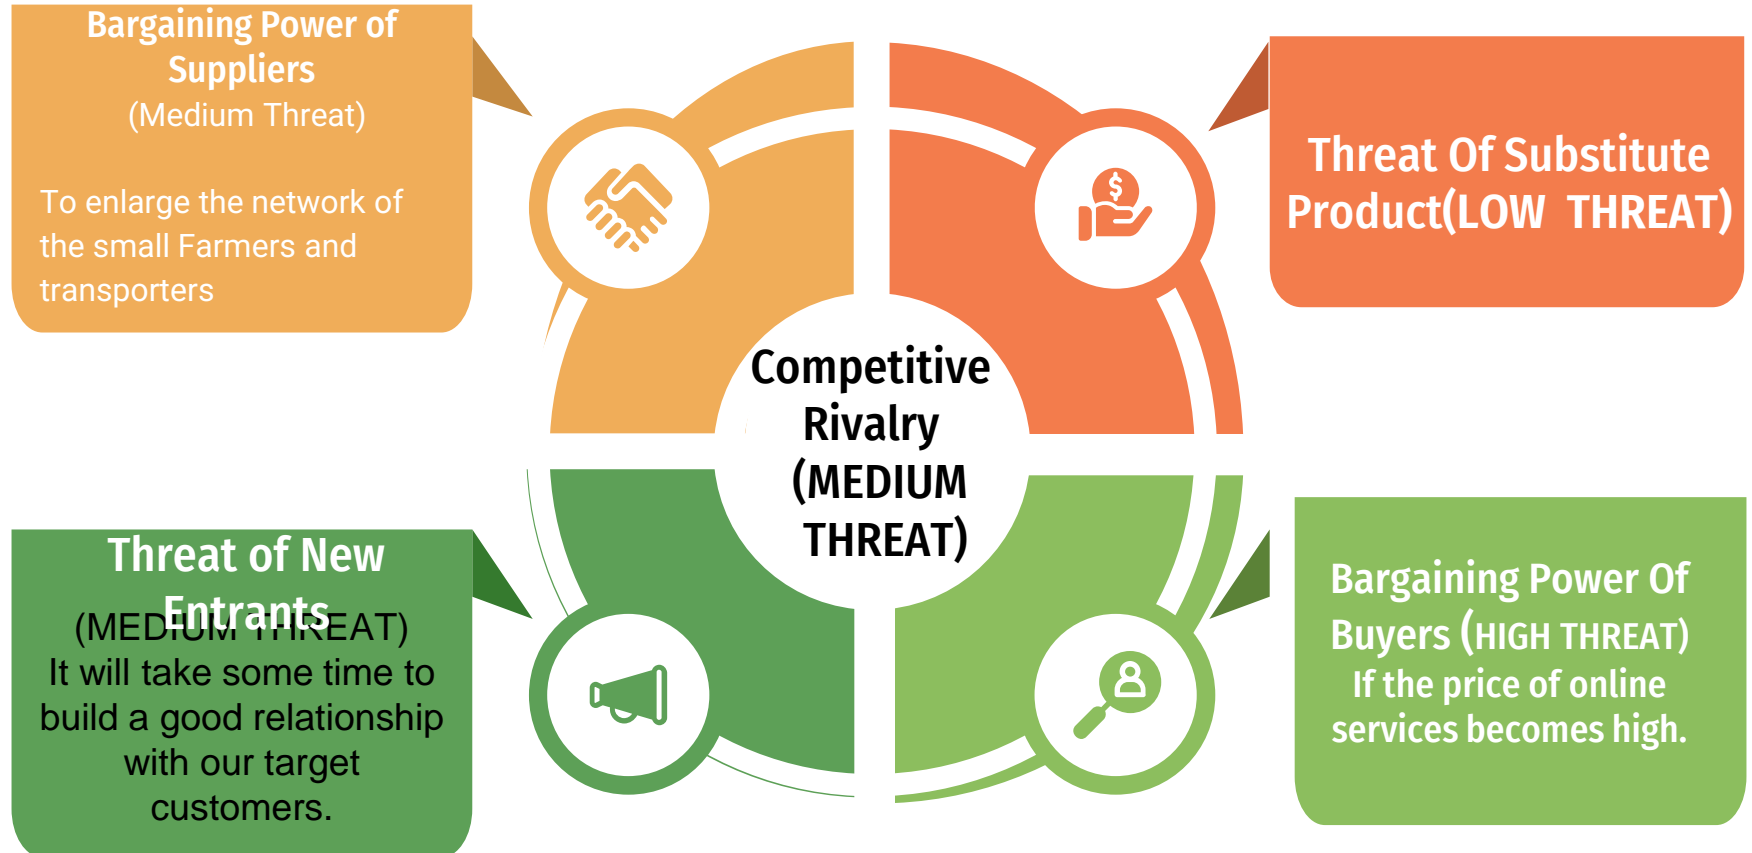 Bargaining Power of
Suppliers
(Medium Threat)
To enlarge the network of
the small Farmers and
transporters
Threat Of Substitute
Product(LOW THREAT)
Competitive
Rivalry
(MEDIUM
THREAT)
Threat of New
Entrants
(MEDIUM THREAT)
It will take some time to
build a good relationship
with our target
customers.
Bargaining Power Of
Buyers (HIGH THREAT)
If the price of online
services becomes high.
$